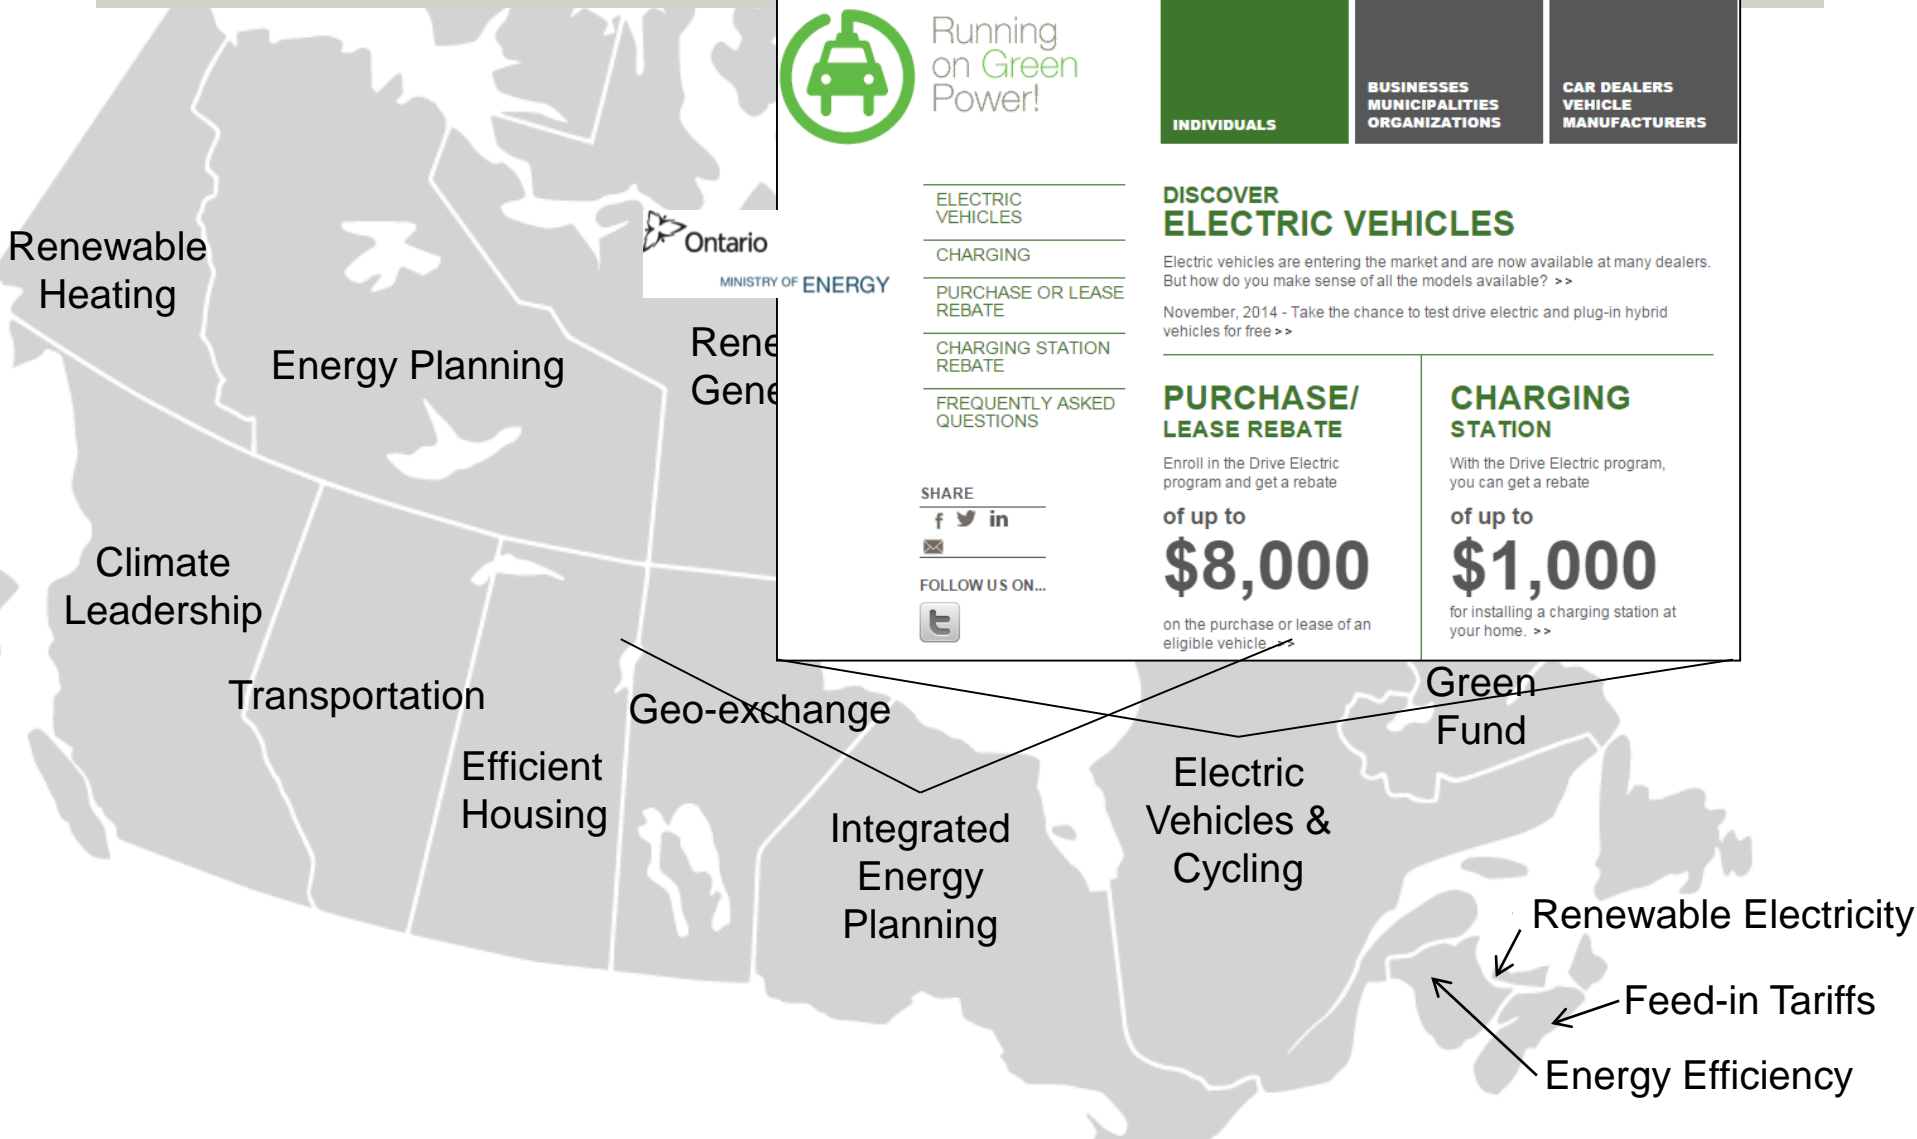 Running
on Green
Power!
INDIVIDUALS
BUSINESSES
MUNICIPALITIES
ORGANIZATIONS
CAR DEALERS
VEHICLE
MANUFACTURERS
ELECTRIC
VEHICLES
CHARGING
PURCHASE OR LEASE
REBATE
CHARGING STATION
REBATE
FREQUENTLY ASKED
QUESTIONS
SHARE
f in
FOLLOW US ON...
t
DISCOVER
ELECTRIC VEHICLES
Electric vehicles are entering the market and are now available at many dealers.
But how do you make sense of all the models available? >>
November, 2014 - Take the chance to test drive electric and plug-in hybrid
vehicles for free >>
PURCHASE/
LEASE REBATE
Enroll in the Drive Electric
program and get a rebate
of up to
$8,000
on the purchase or lease of an
eligible vehicle. >>
CHARGING
STATION
With the Drive Electric program,
you can get a rebate
of up to
$1,000
for installing a charging station at
your home. >>
Ontario
MINISTRY OF ENERGY
Renewable
Heating
Energy Planning
Rene
Gene
Climate
Leadership
Transportation
Efficient
Housing
Geo-exchange
Integrated
Energy
Planning
Electric
Vehicles &
Cycling
Green
Fund
Renewable Electricity
Feed-in Tariffs
Energy Efficiency